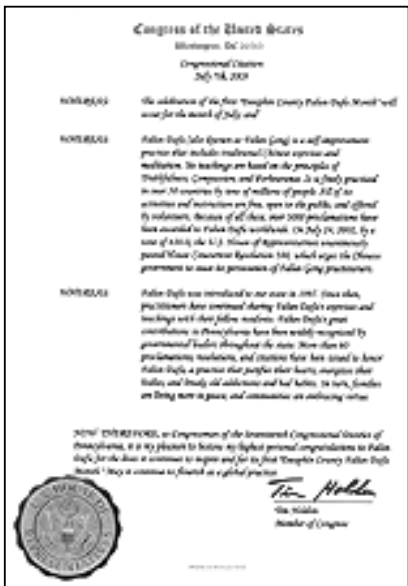 Congress of the United States
Washington, DC 20515
Congressional Citation
July 7th, 2003
WHEREAS The celebration of the first "Dauphin County Falun Dafa Month" will
occur for the month of July; and
WHEREAS Falun Dafa (also known as Falun Gong) is a self improvement
practice that includes traditional Chinese exercises and
meditation. Its teachings are based on the principles of
Truthfulness, Compassion, and Forbearance. It is freely practiced
in over 50 countries by tens of millions of people. All of its
activities and instruction are free, open to the public, and offered
by volunteers. Because of all these, over proclamations have
been awarded to Falun Dafa worldwide. On July 24, 2002, by a
vote of 420-0, the U.S. House of Representatives unanimously
passed House Concurrent Resolution 188, which urges the Chinese
government to cease its persecution of Falun Gong practitioners.
WHEREAS Falun Dafa was introduced to our state in 1997. Since then,
practitioners have continued sharing Falun Dafa's exercises and
teachings with their fellow residents. Falun Dafa's great
contributions to Pennsylvania have been widely recognized by
governmental bodies throughout the state. More than
proclamations, resolutions, and citations have been issued to honor
Falun Dafa, a practice that purifies their hearts, energizes their
bodies, and breaks old addictions and bad habits. In turn, families
are living more in peace, and communities are embracing virtue.
NOW THEREFORE, as Congressman of the Seventeenth Congressional District of
Pennsylvania, it is my pleasure to bestow my highest personal congratulations to Falun
Dafa for the it continues to inspire and for its first "Dauphin County Falun Dafa
Month." May it continue to flourish as a global practice.
Tim Holden
Tim Holden
Member of Congress